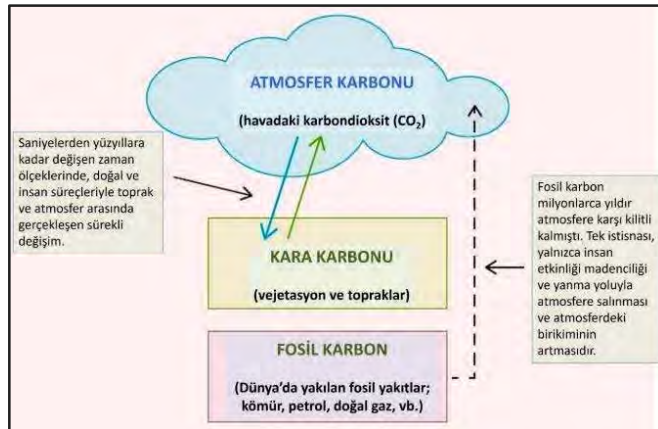 ATMOSFER KARBONU
(havadaki karbondioksit (CO₂)
Saniyelerden yüzyıllara
kadar değişen zaman
ölçeklerinde, doğal ve
insan süreçleriyle toprak
ve atmosfer arasında
gerçekleşen sürekli
değişim.
KARA KARBONU
(vejetasyon ve topraklar)
FOSİL KARBON
(Dünya'da yakılan fosil yakıtlar;
kömür, petrol, doğal gaz, vb.)
Fosil karbon
milyonlarca yıldır
atmosfere karşı kilitli
kalmıştı. Tek istisnası,
yalnızca insan
etkinliği madenciliği
ve yanma yoluyla
atmosfere salınması
ve atmosferdeki
birikiminin
artmasıdır.